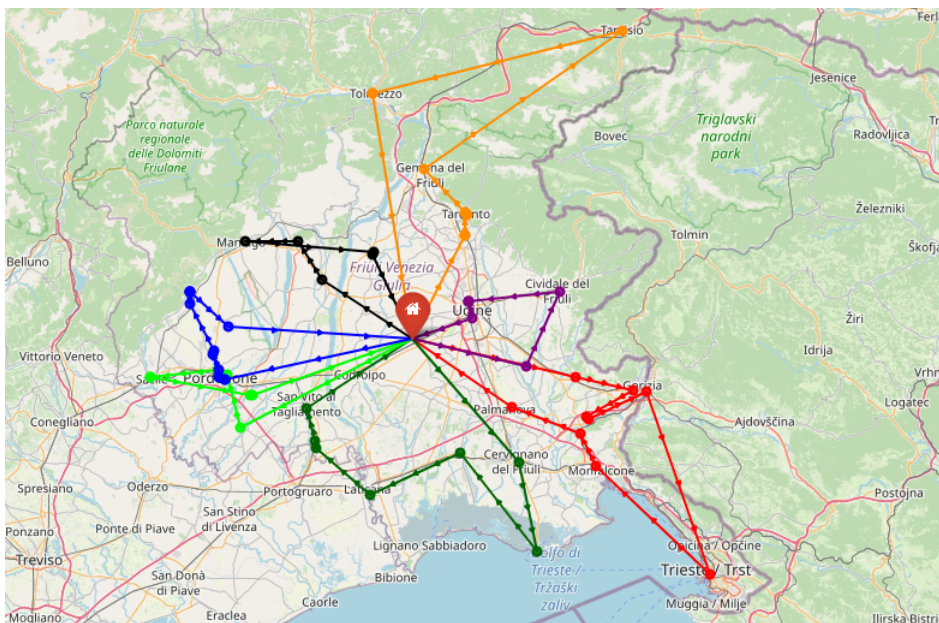 Ferl
Tarvisio
Jesenice
Tolmezzo
Tr
Parco naturale
regionale
delle Dolomiti
Friulane
Triglavski
narodni
park
Bovec
Radovljica
Gemona del
Friuli
Železniki
Tarcento
Tolmin
Škofja
Belluno
Maniago
Friuli Venezia
Giulia
Cividale del
Friuli
Udine
Žiri
Idrija
Vittorio Veneto
Vrhn
Sacile
Pordenone
Codroipo
Gorizia
Logatec
San Vito al
Tagliamento
Palmanova
Ajdovščina
Conegliano
Cervignano
del Friuli
Monfalcone
Spresiano
Oderzo
Portogruaro
Latisana
Postojna
San Stino
di Livenza
Ponzano
Ponte di Piave
Treviso
Lignano Sabbiadoro
Golfo di
Trieste /
Tržaški
zaliv
Opicina / Opčine
Trieste / Trst
San Donà
di Piave
Bibione
Caorle
Muggia / Milje
Mogliano
Eraclea
Ilirska Bistri